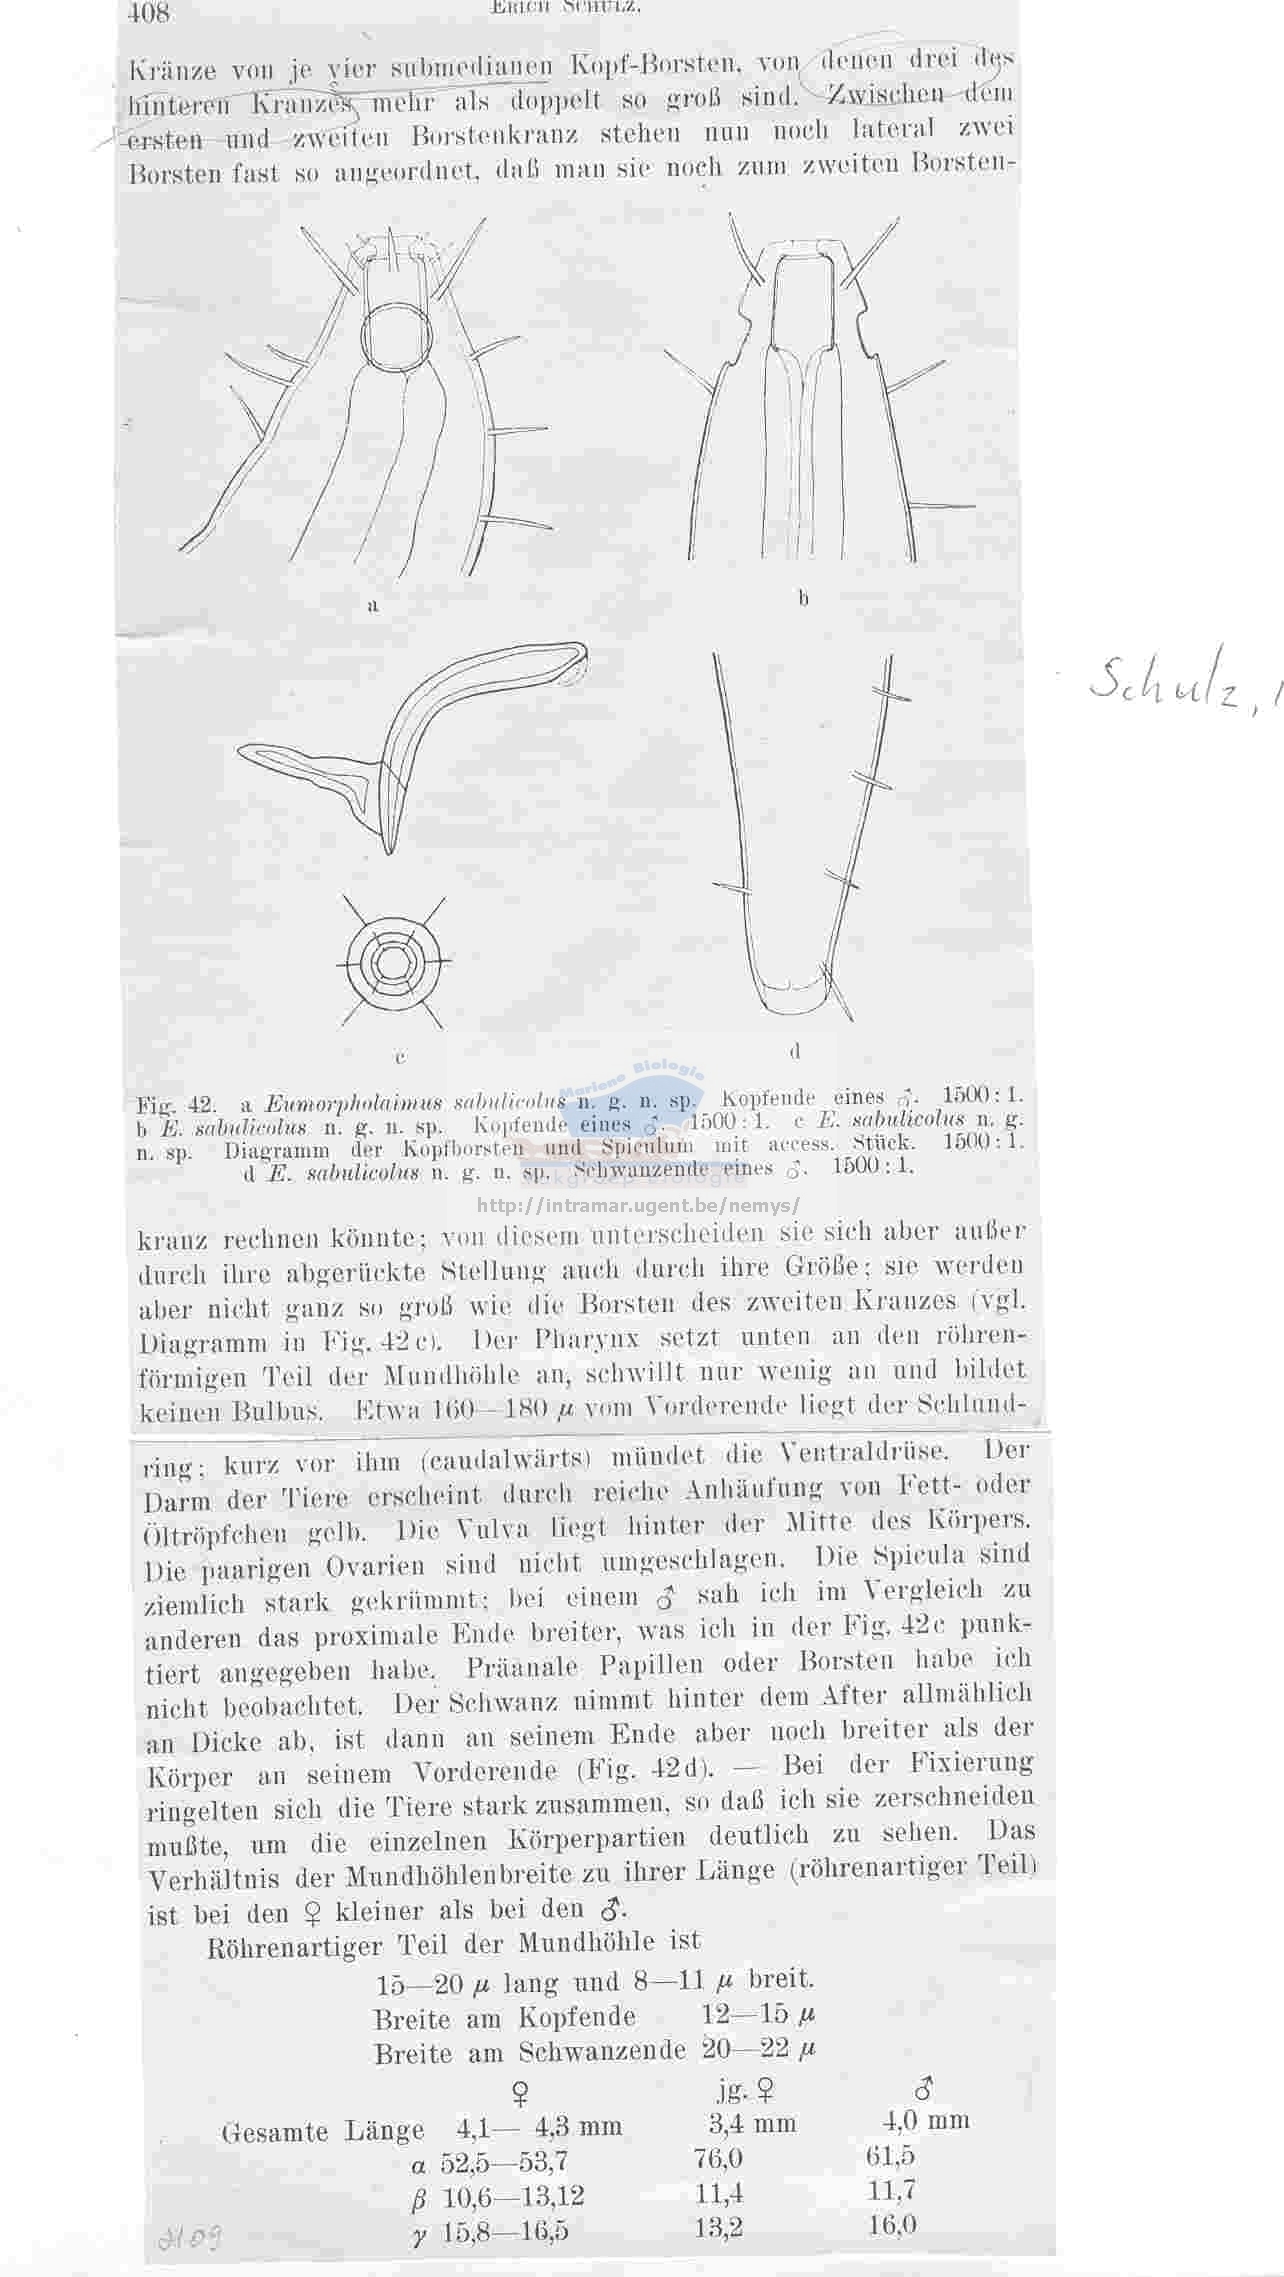 408
ERICH SCHULZ.
Kränze von je vier submedianen Kopf-Borsten, von denen drei des
hinteren Kranzes mehr als doppelt so groß sind. Zwischen dem
ersten und zweiten Borstenkranz stehen nun noch lateral zwei
Borsten fast so angeordnet, daß man sie noch zum zweiten Borsten-
a
b
Schulz, 1
c
d
Fig. 42. a Eumorpholaimus sabulicolus n. g. n. sp. Kopfende eines ♂. 1500:1.
b E. sabulicolus n. g. n. sp. Kopfende eines ♂. 1500:1. c E. sabulicolus n. g.
n. sp. Diagramm der Kopfborsten und Spiculum mit access. Stück. 1500:1.
d E. sabulicolus n. g. n. sp. Schwanzende eines ♂. 1500:1.
Mariene Biologie
Vakgroep Biologie
http://intramar.ugent.be/nemys/
kranz rechnen könnte; von diesem unterscheiden sie sich aber außer
durch ihre abgerückte Stellung auch durch ihre Größe; sie werden
aber nicht ganz so groß wie die Borsten des zweiten Kranzes (vgl.
Diagramm in Fig. 42 c). Der Pharynx setzt unten an den röhren-
förmigen Teil der Mundhöhle an, schwillt nur wenig an und bildet
keinen Bulbus. Etwa 160—180 μ vom Vorderende liegt der Schlund-
ring; kurz vor ihm (caudalwärts) mündet die Ventraldrüse. Der
Darm der Tiere erscheint durch reiche Anhäufung von Fett- oder
Öltröpfchen gelb. Die Vulva liegt hinter der Mitte des Körpers.
Die paarigen Ovarien sind nicht umgeschlagen. Die Spicula sind
ziemlich stark gekrümmt; bei einem ♂ sah ich im Vergleich zu
anderen das proximale Ende breiter, was ich in der Fig. 42 c punk-
tiert angegeben habe. Präanale Papillen oder Borsten habe ich
nicht beobachtet. Der Schwanz nimmt hinter dem After allmählich
an Dicke ab, ist dann an seinem Ende aber noch breiter als der
Körper an seinem Vorderende (Fig. 42 d). — Bei der Fixierung
ringelten sich die Tiere stark zusammen, so daß ich sie zerschneiden
mußte, um die einzelnen Körperpartien deutlich zu sehen. Das
Verhältnis der Mundhöhlenbreite zu ihrer Länge (röhrenartiger Teil)
ist bei den ♀ kleiner als bei den ♂.
Röhrenartiger Teil der Mundhöhle ist
15—20 μ lang und 8—11 μ breit.
Breite am Kopfende 12—15 μ
Breite am Schwanzende 20—22 μ
♀ jg. ♀ ♂
Gesamte Länge 4,1— 4,3 mm 3,4 mm 4,0 mm
α 52,5—53,7 76,0 61,5
β 10,6—13,12 11,4 11,7
γ 15,8—16,5 13,2 16,0
2109